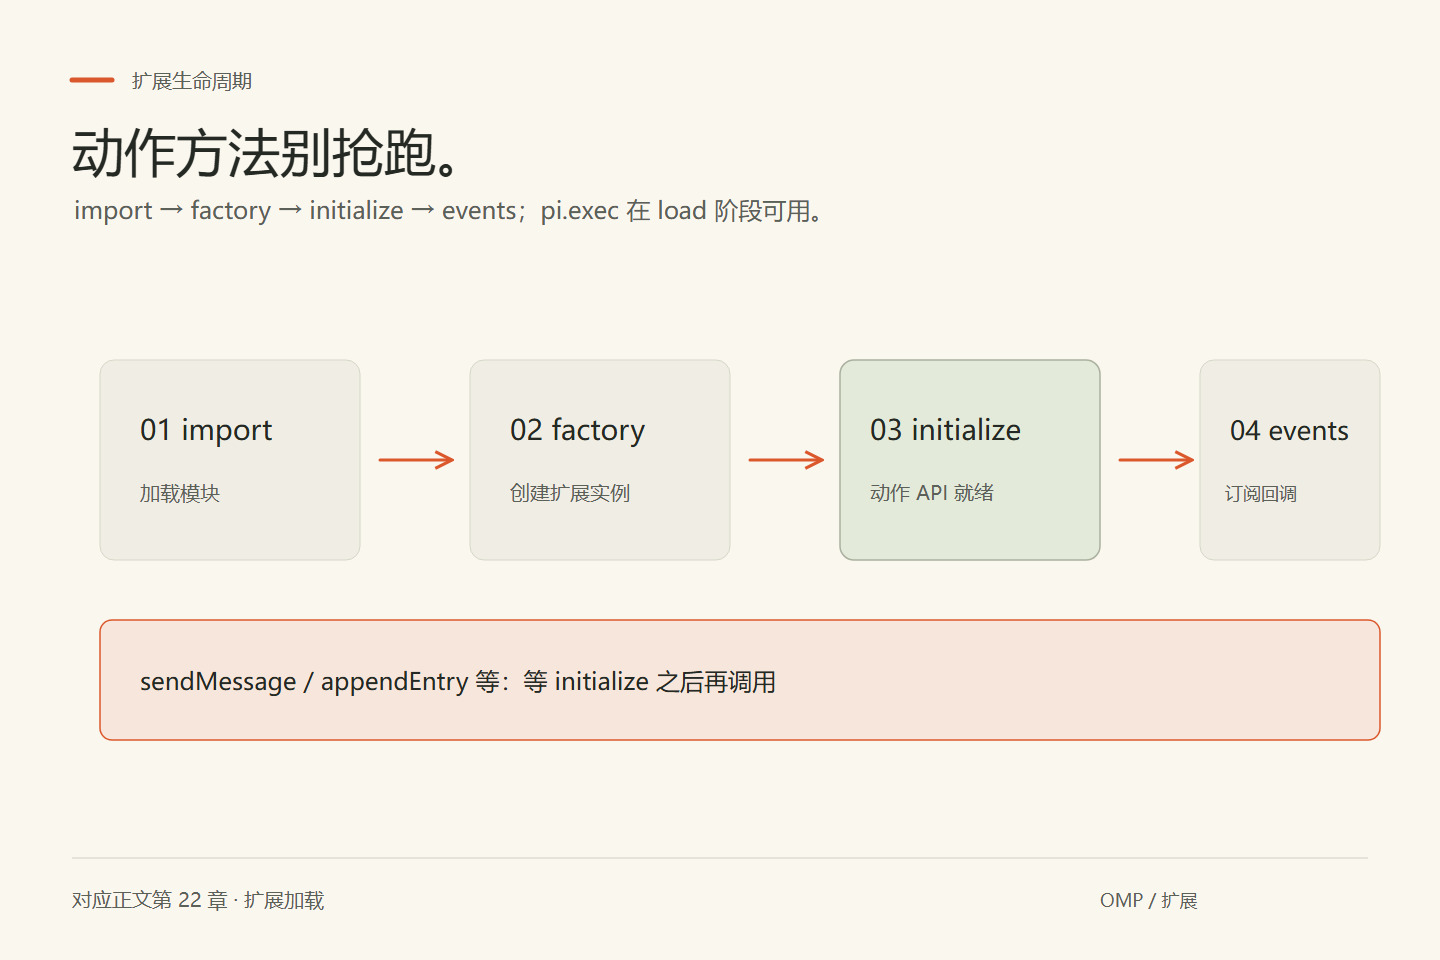 扩展生命周期
动作方法别抢跑。
import → factory → initialize → events；pi.exec 在 load 阶段可用。
01 import
加载模块
02 factory
创建扩展实例
03 initialize
动作 API 就绪
04 events
订阅回调
sendMessage / appendEntry 等：等 initialize 之后再调用
对应正文第 22 章 · 扩展加载
OMP / 扩展